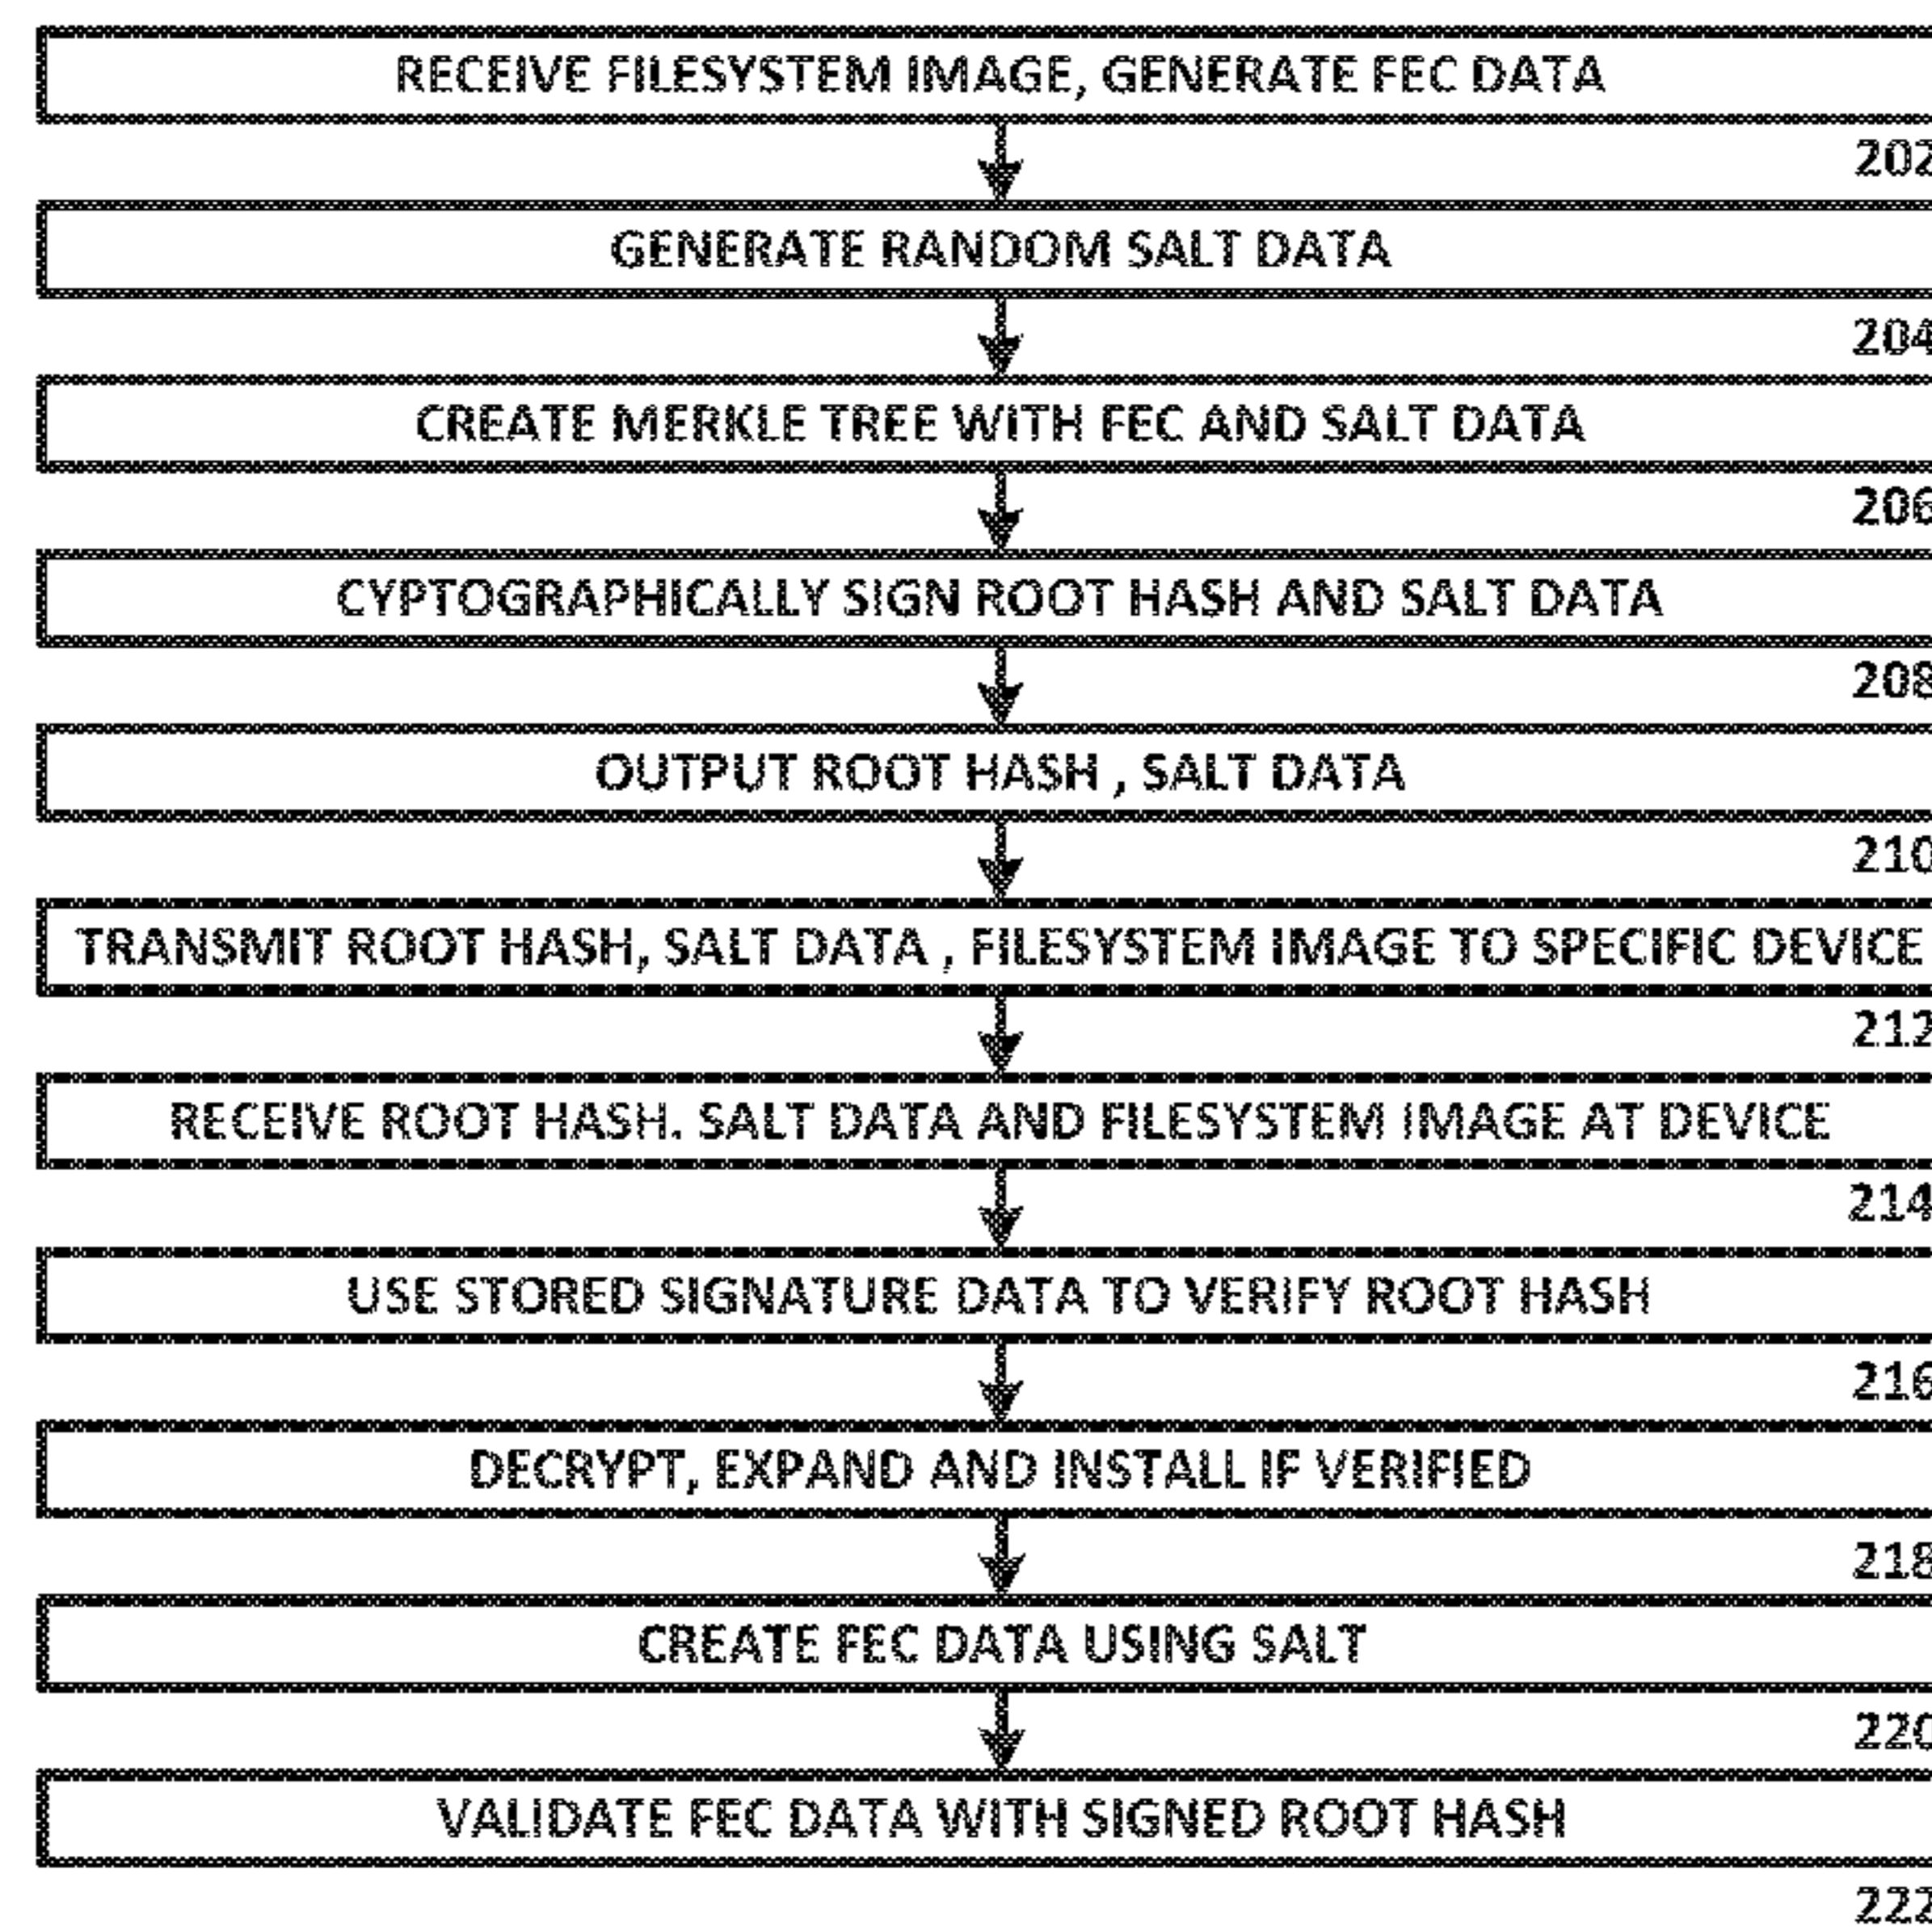 RECEIVE FILESYSTEM IMAGE, GENERATE FEC DATA
202
GENERATE RANDOM SALT DATA
204
CREATE MERKLE TREE WITH FEC AND SALT DATA
206
CYPTOGRAPHICALLY SIGN ROOT HASH AND SALT DATA
208
OUTPUT ROOT HASH , SALT DATA
210
TRANSMIT ROOT HASH, SALT DATA , FILESYSTEM IMAGE TO SPECIFIC DEVICE
212
RECEIVE ROOT HASH. SALT DATA AND FILESYSTEM IMAGE AT DEVICE
214
USE STORED SIGNATURE DATA TO VERIFY ROOT HASH
216
DECRYPT, EXPAND AND INSTALL IF VERIFIED
218
CREATE FEC DATA USING SALT
220
VALIDATE FEC DATA WITH SIGNED ROOT HASH
222